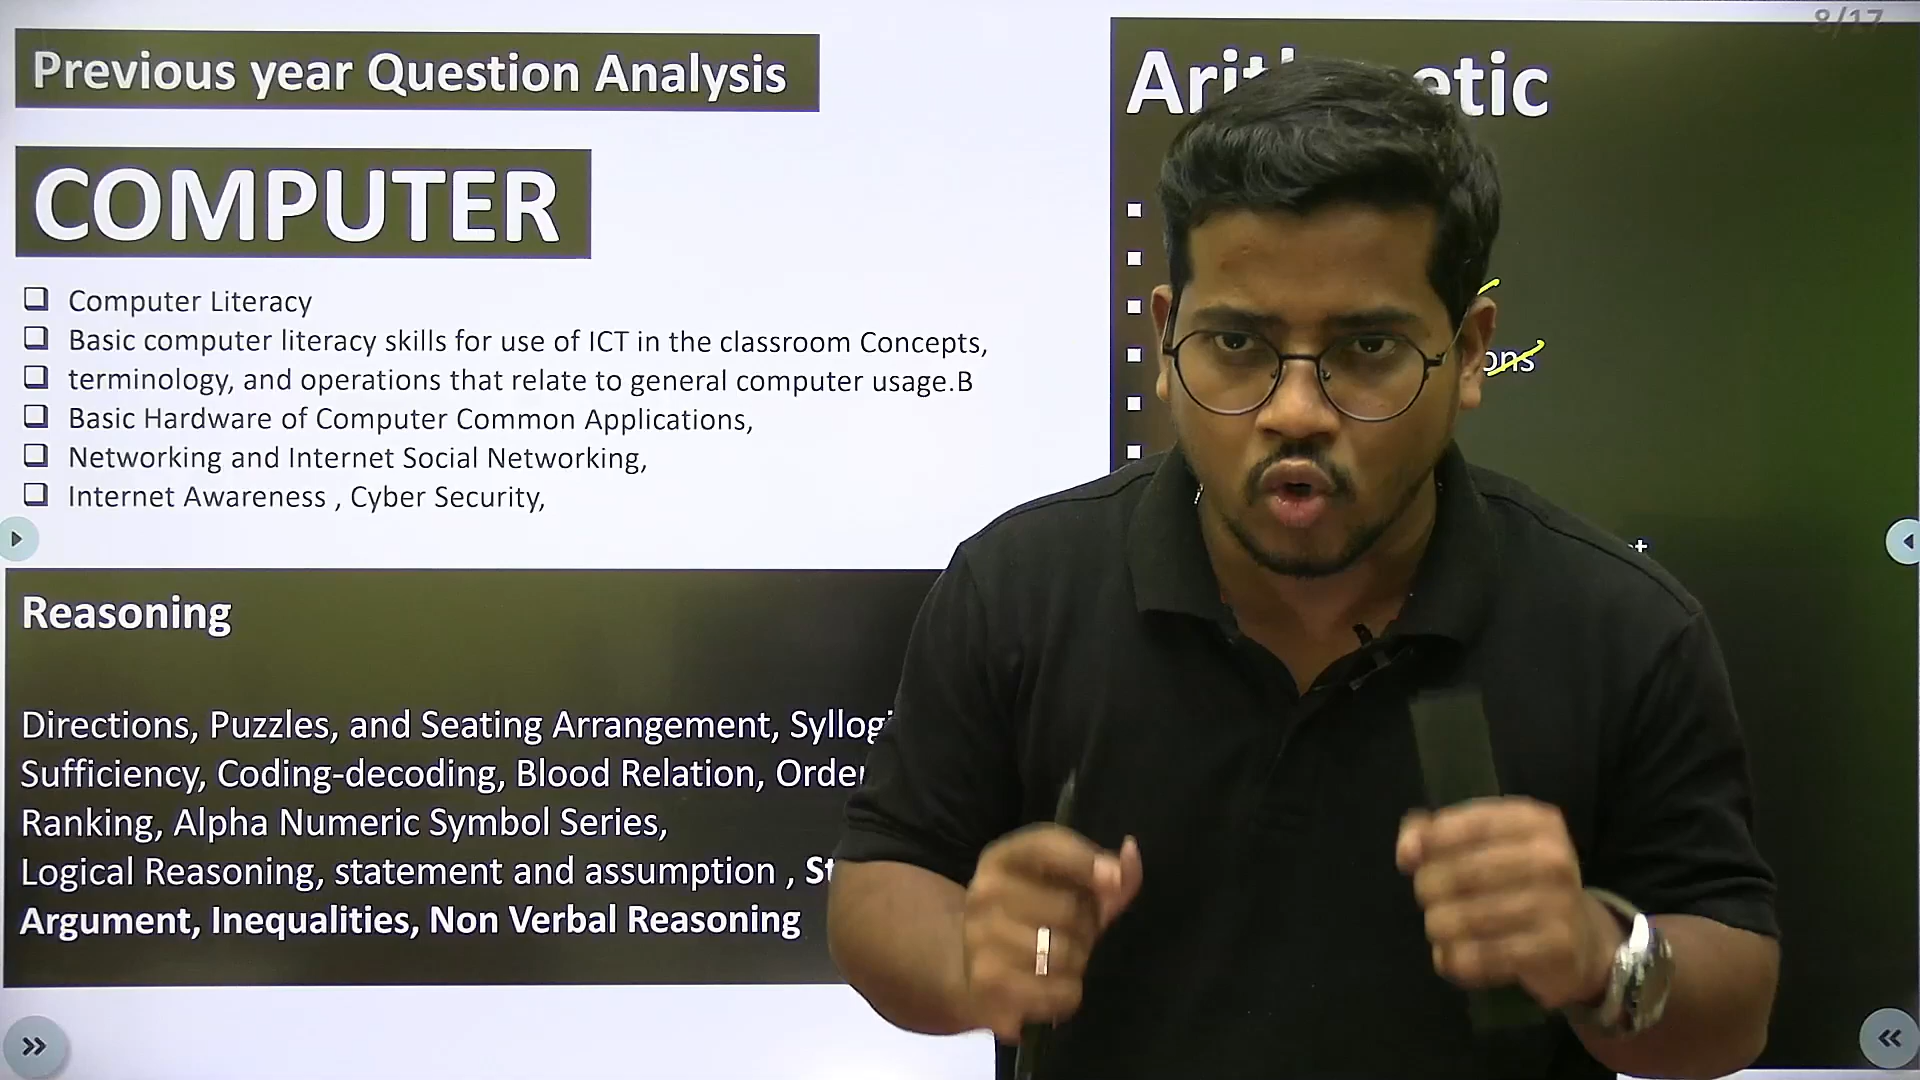 8/17
Previous year Question Analysis
COMPUTER
Computer Literacy
Basic computer literacy skills for use of ICT in the classroom Concepts,
terminology, and operations that relate to general computer usage.B
Basic Hardware of Computer Common Applications,
Networking and Internet Social Networking,
Internet Awareness , Cyber Security,
Reasoning
Directions, Puzzles, and Seating Arrangement,
Sufficiency, Coding-decoding, Blood Relation,
Ranking, Alpha Numeric Symbol Series,
Logical Reasoning, statement and assumption ,
Argument, Inequalities, Non Verbal Reasoning